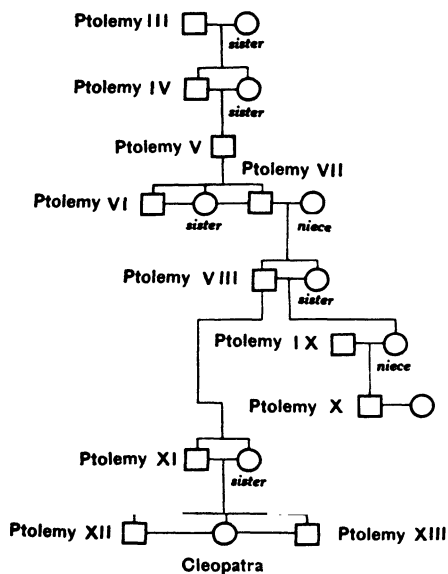 Ptolemy III
sister
Ptolemy IV
sister
Ptolemy V
Ptolemy VII
Ptolemy VI
sister
niece
Ptolemy VIII
sister
Ptolemy IX
niece
Ptolemy X
Ptolemy XI
sister
Ptolemy XII
Ptolemy XIII
Cleopatra